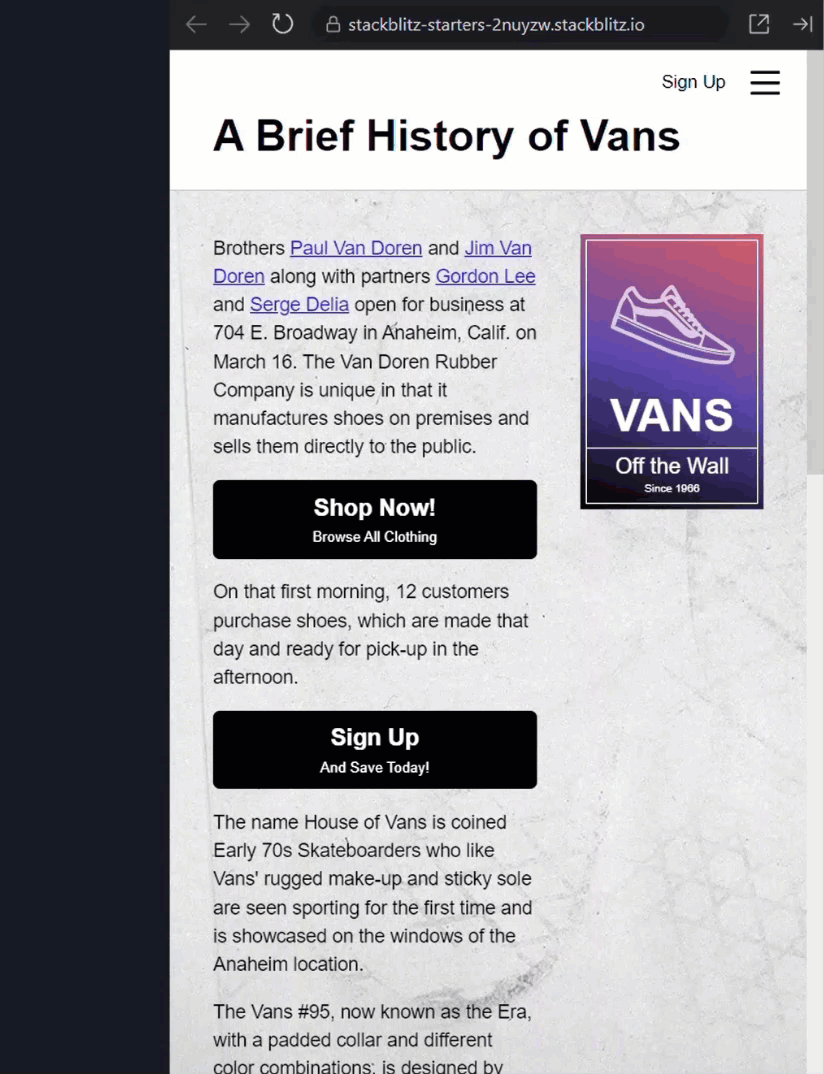 stackblitz-starters-2nuyzw.stackblitz.io
Sign Up
A Brief History of Vans
Brothers Paul Van Doren and Jim Van
Doren along with partners Gordon Lee
and Serge Delia open for business at
704 E. Broadway in Anaheim, Calif. on
March 16. The Van Doren Rubber
Company is unique in that it
manufactures shoes on premises and
sells them directly to the public.
VANS
Off the Wall
Since 1966
Shop Now!
Browse All Clothing
On that first morning, 12 customers
purchase shoes, which are made that
day and ready for pick-up in the
afternoon.
Sign Up
And Save Today!
The name House of Vans is coined
Early 70s Skateboarders who like
Vans' rugged make-up and sticky sole
are seen sporting for the first time and
is showcased on the windows of the
Anaheim location.
The Vans #95, now known as the Era,
with a padded collar and different
color combinations, is designed by